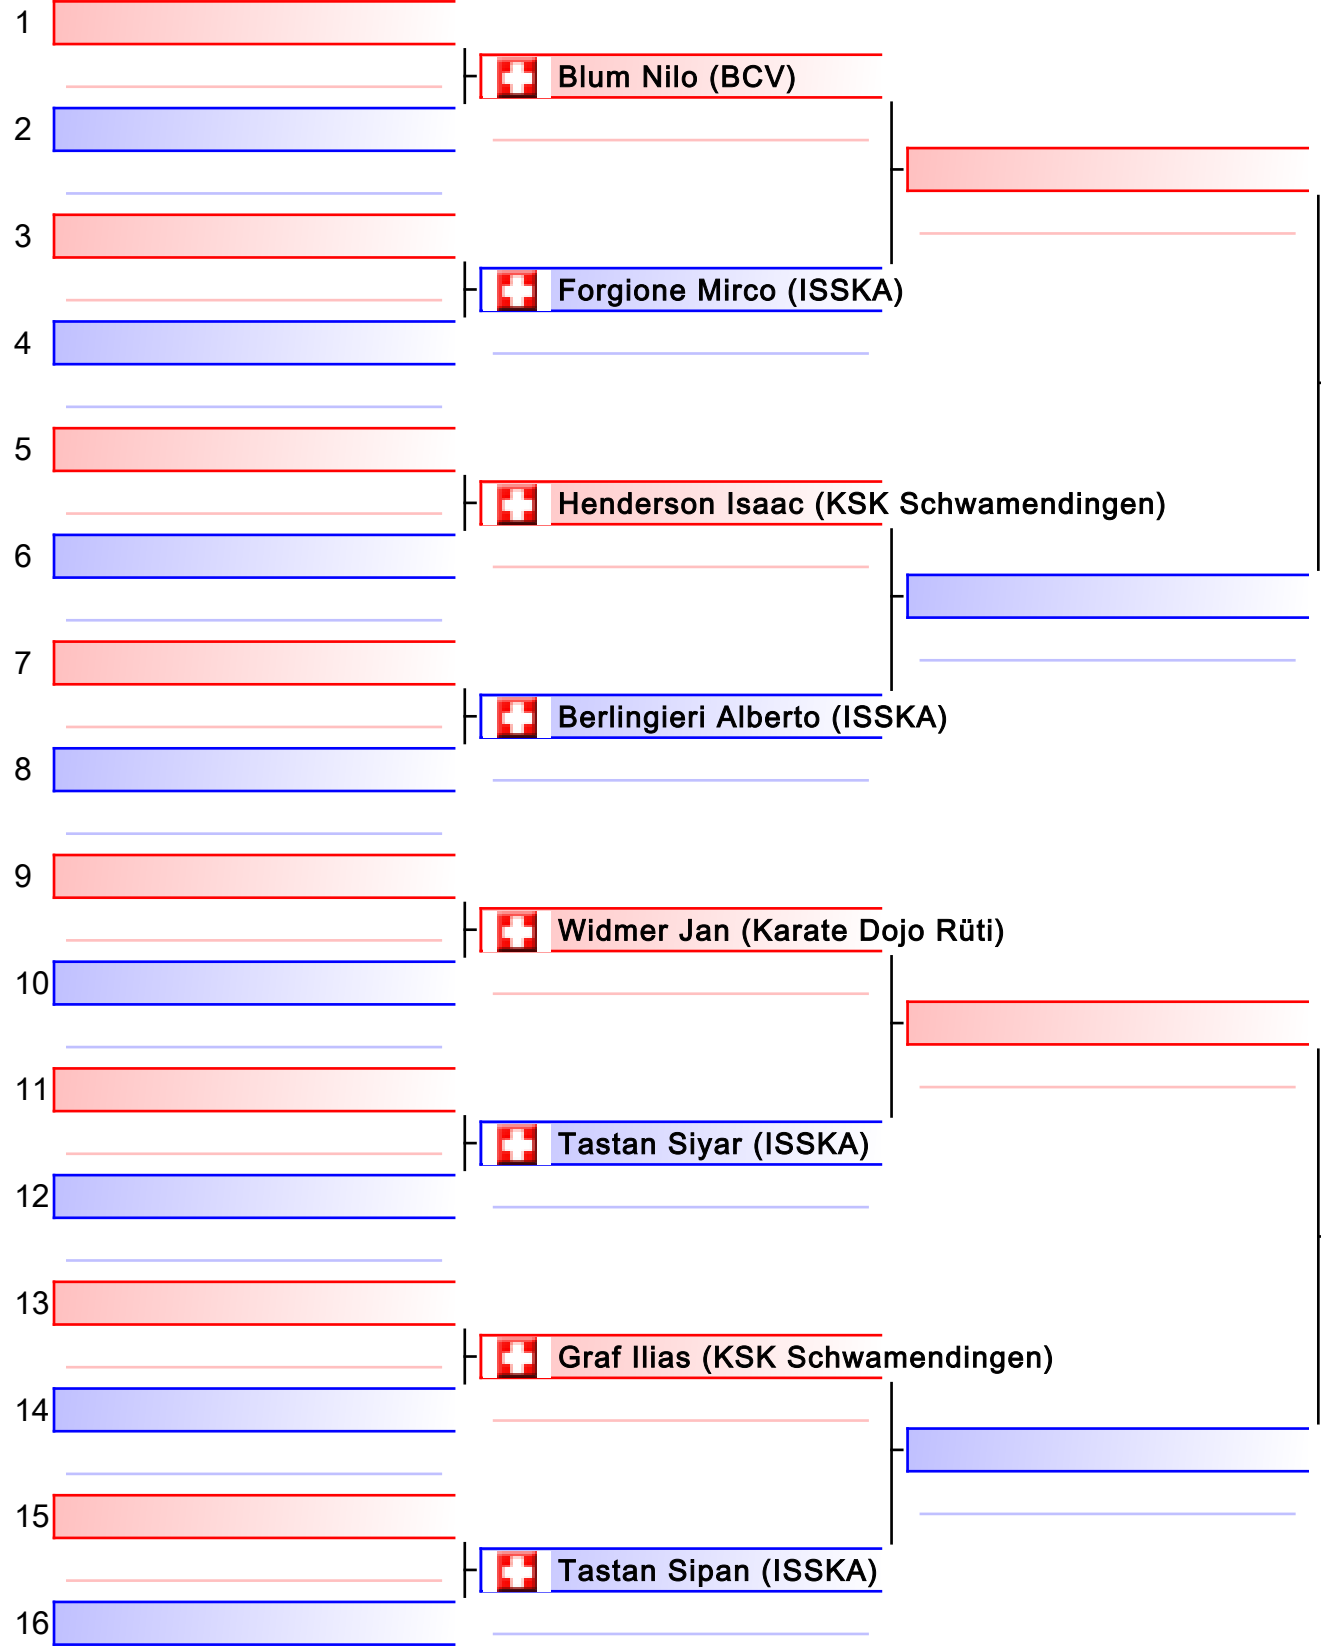 1
Blum Nilo (BCV)
2
3
Forgione Mirco (ISSKA)
4
5
Henderson Isaac (KSK Schwamendingen)
6
7
Berlingieri Alberto (ISSKA)
8
9
Widmer Jan (Karate Dojo Rüti)
10
11
Tastan Siyar (ISSKA)
12
13
Graf Ilias (KSK Schwamendingen)
14
15
Tastan Sipan (ISSKA)
16